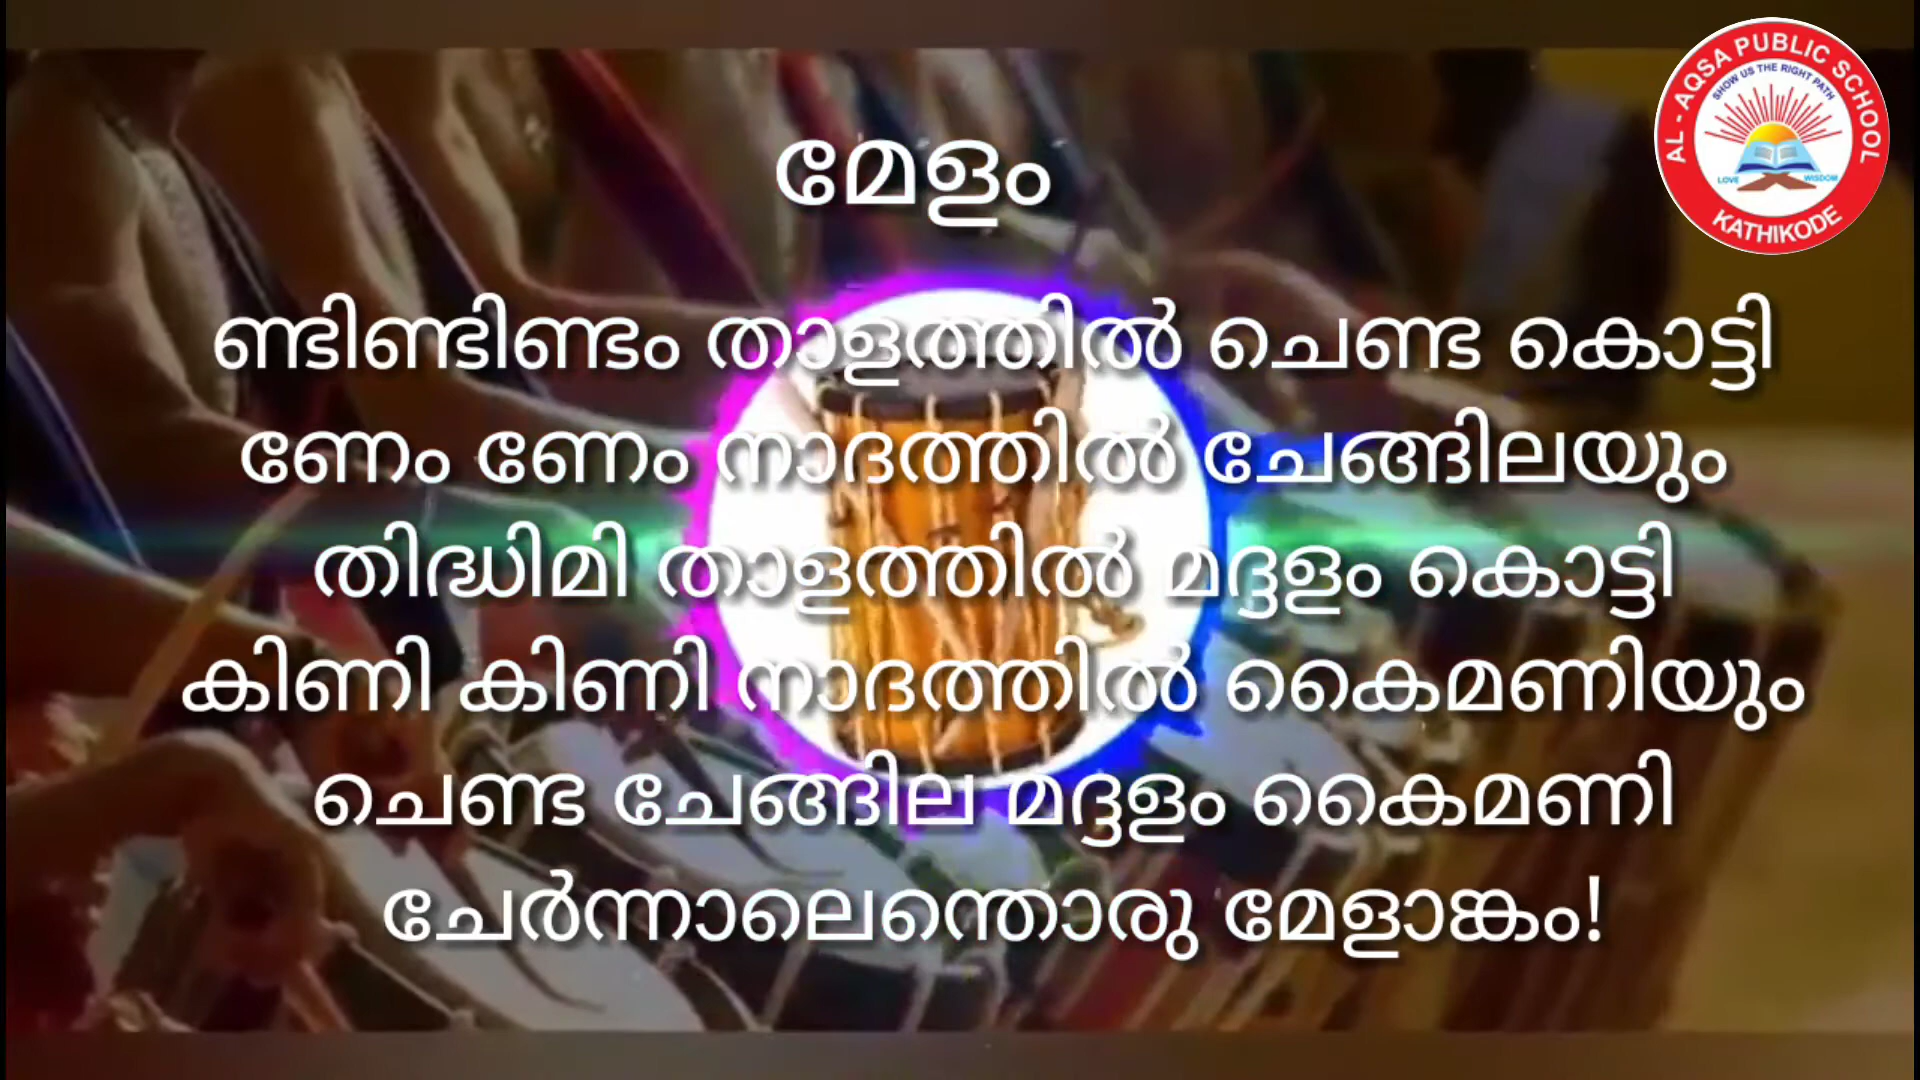 AL - AQSA PUBLIC SCHOOL
SHOW US THE RIGHT PATH
LOVE WISDOM
KATHIKODE
മേളം
ണ്ടിണ്ടിണ്ടം താളത്തിൽ ചെണ്ട കൊട്ടി
ണേം ണേം നാദത്തിൽ ചേങ്ങിലയും
തിദ്ധിമി താളത്തിൽ മദ്ദളം കൊട്ടി
കിണി കിണി നാദത്തിൽ കൈമണിയും
ചെണ്ട ചേങ്ങില മദ്ദളം കൈമണി
ചേർന്നാലെന്തൊരു മേളാങ്കം!